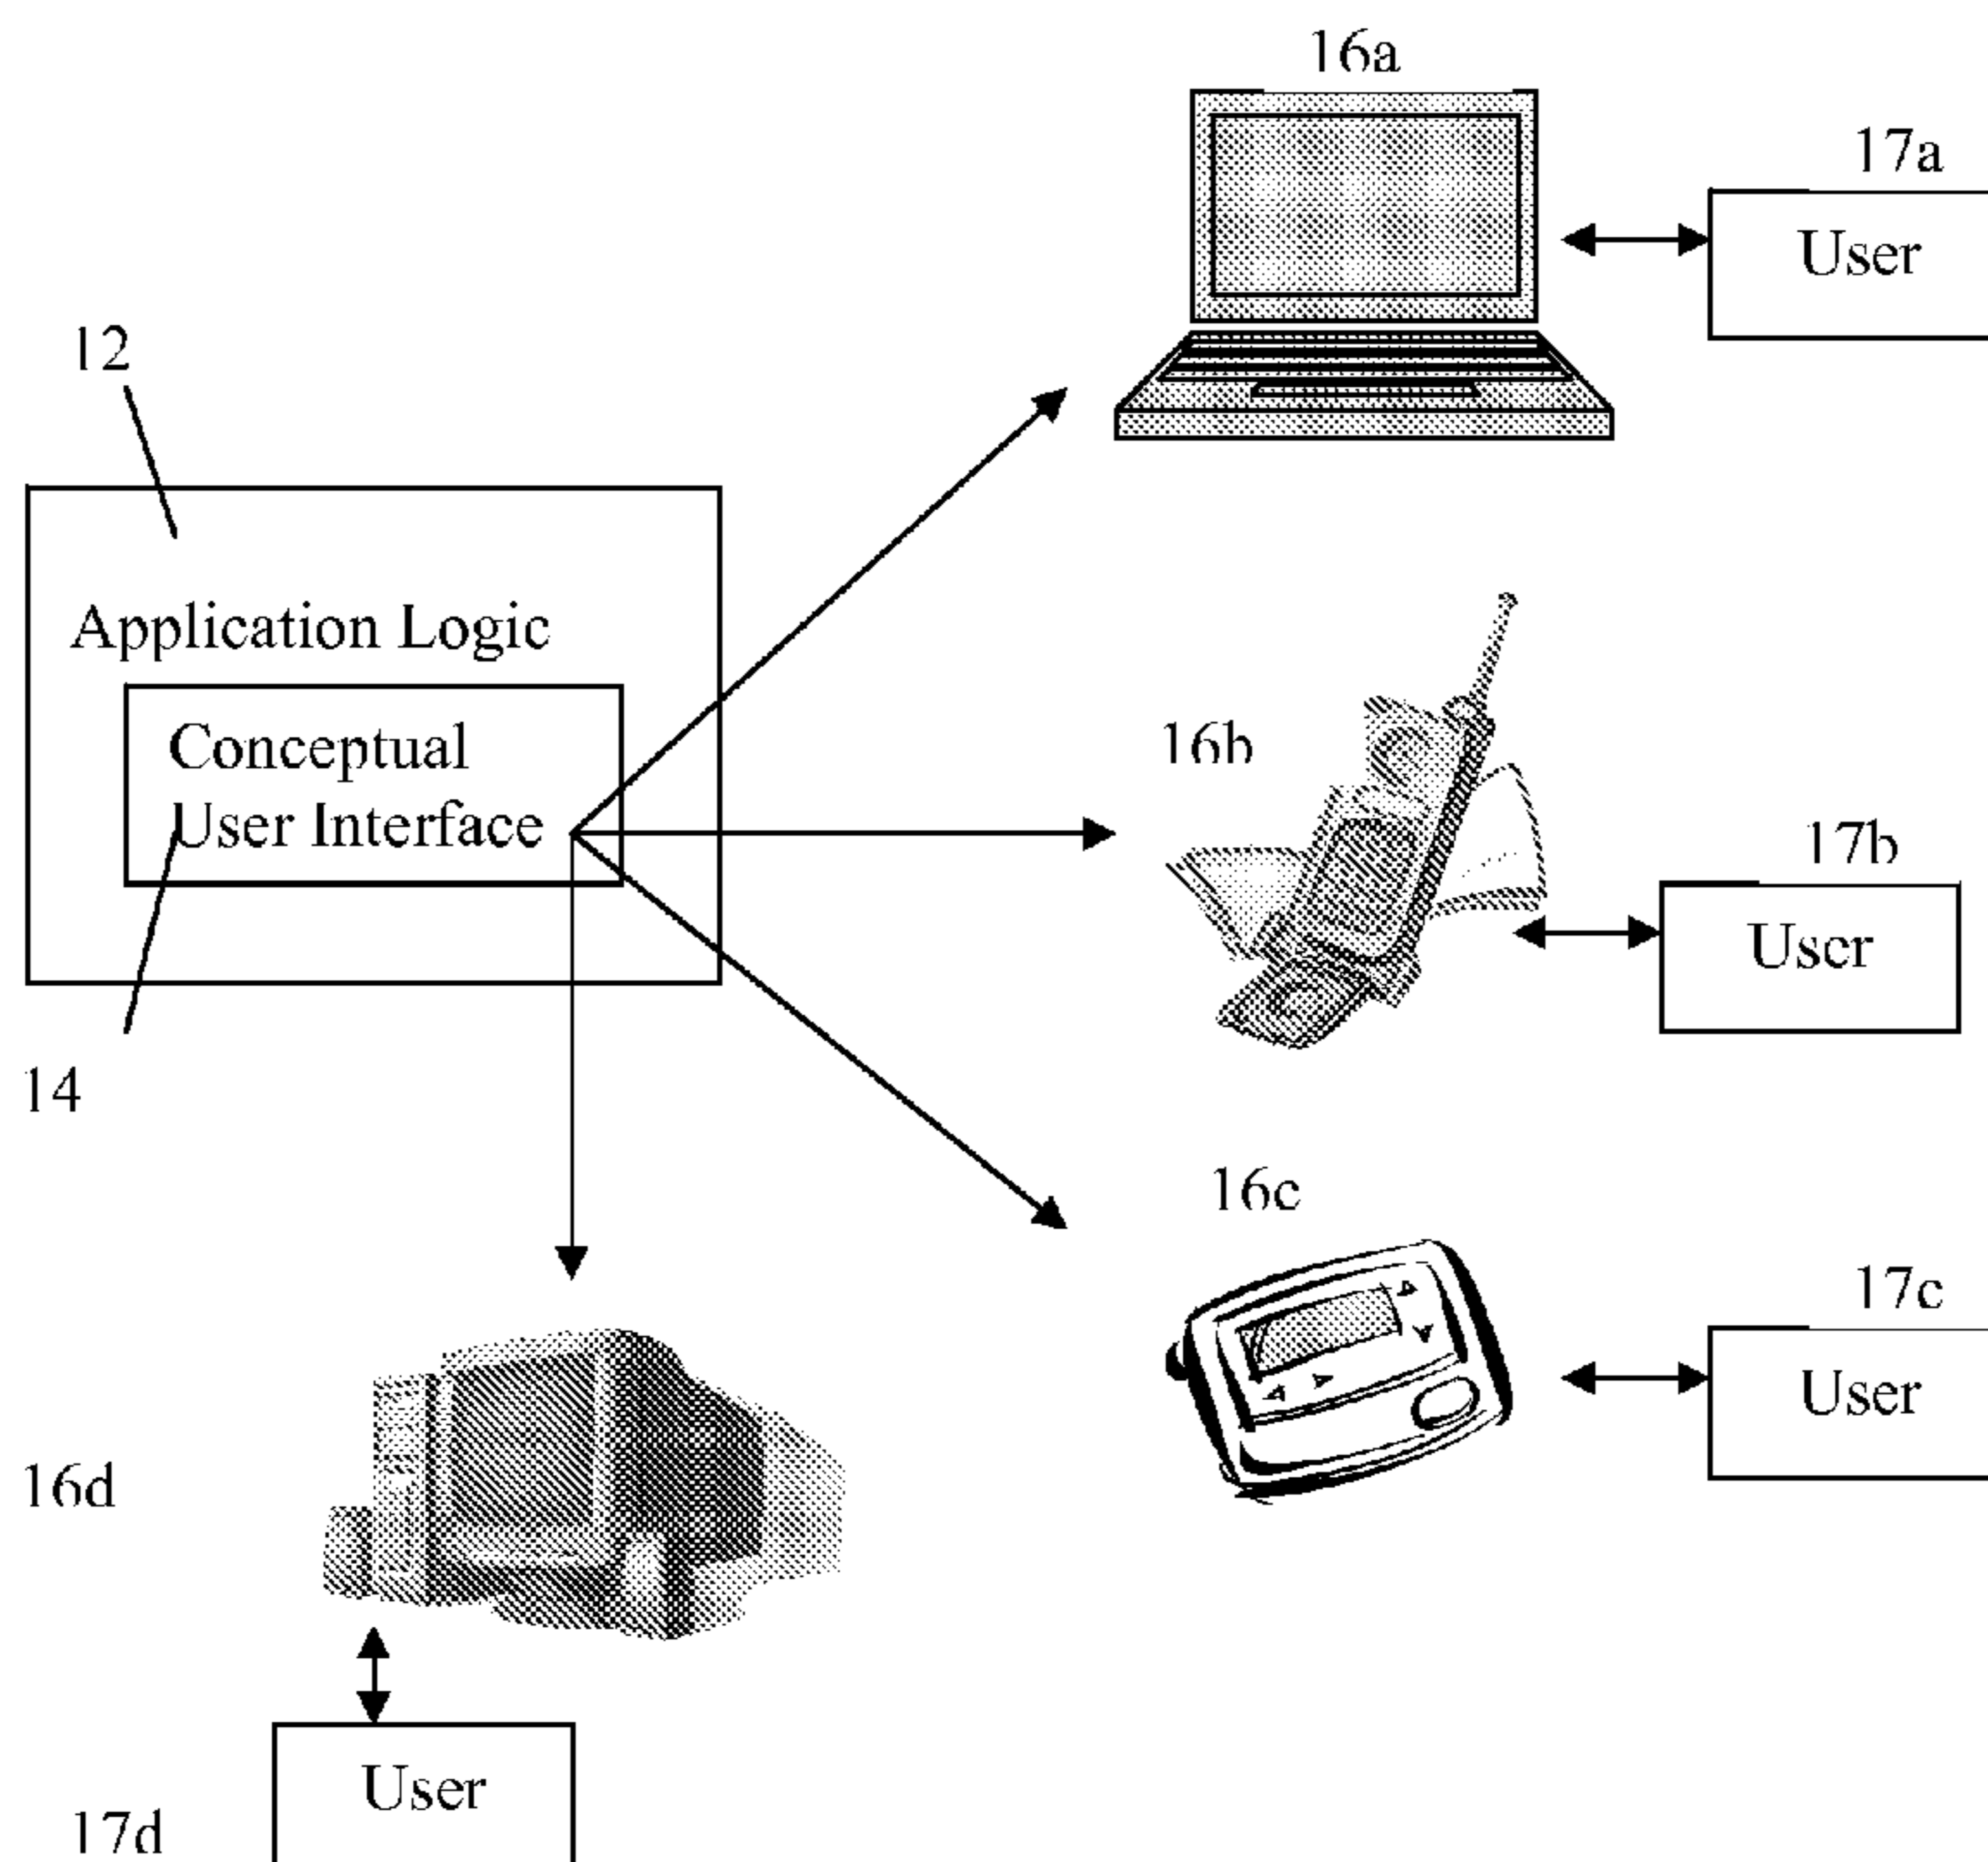 16a
17a
User
12
Application Logic
Conceptual
User Interface
16b
17b
User
14
16c
17c
User
16d
User
17d